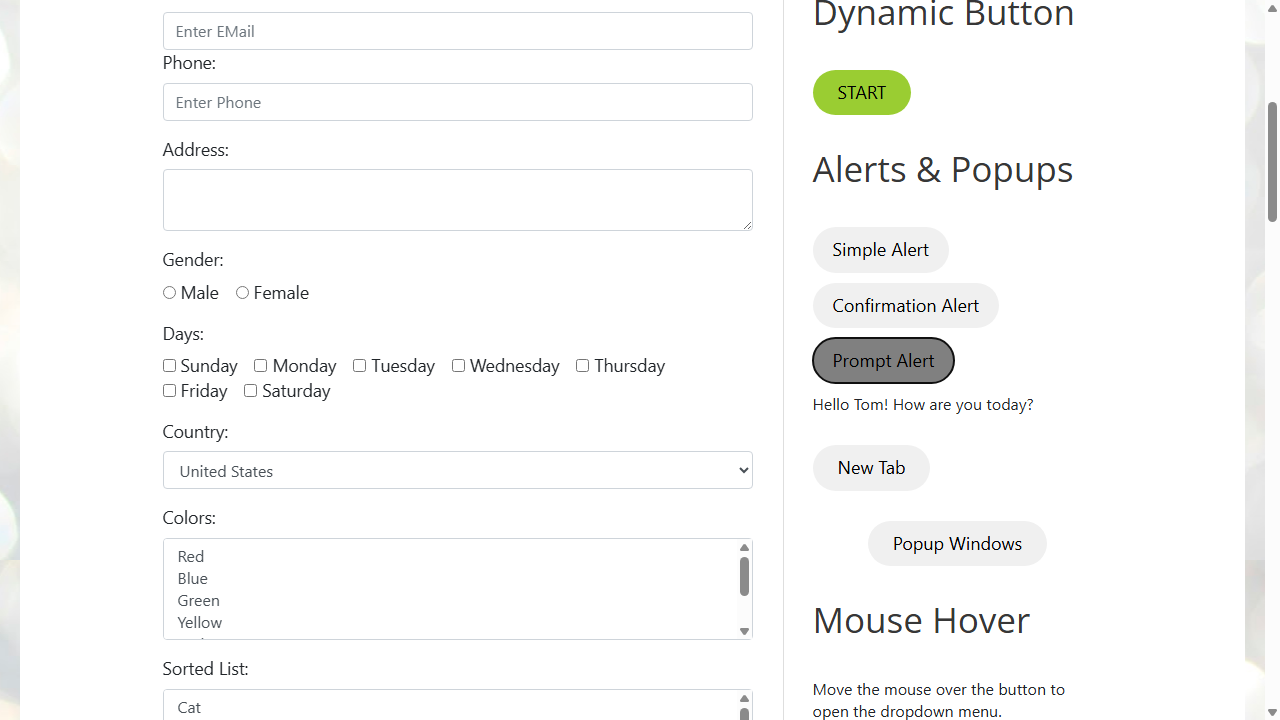 Enter EMail
Phone:
Enter Phone
Address:
Gender:
Male Female
Days:
Sunday Monday Tuesday Wednesday Thursday
Friday Saturday
Country:
United States
Colors:
Red
Blue
Green
Yellow
Sorted List:
Cat
Dynamic Button
START
Alerts & Popups
Simple Alert
Confirmation Alert
Prompt Alert
Hello Tom! How are you today?
New Tab
Popup Windows
Mouse Hover
Move the mouse over the button to
open the dropdown menu.